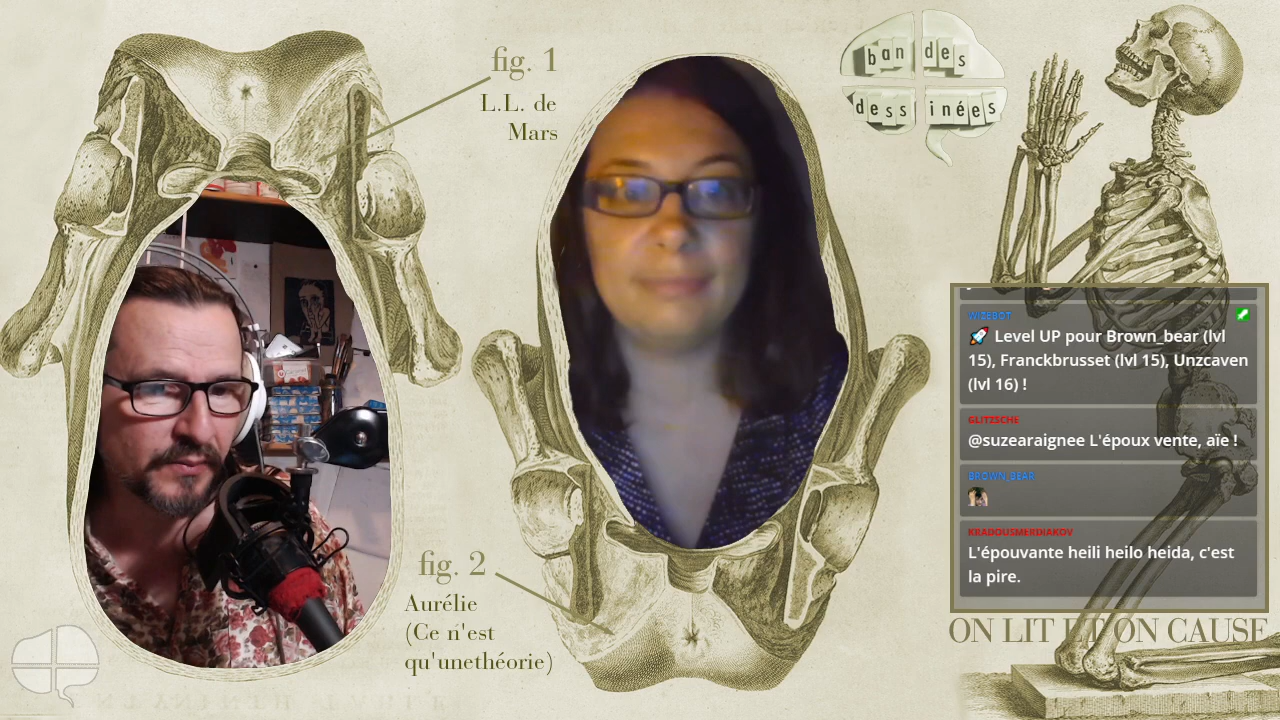 fig. 1
L.L. de
Mars
ban des
dess inées
WIZEBOT
🚀 Level UP pour Brown_bear (lvl
15), Franckbrusset (lvl 15), Unzcaven
(lvl 16) !
GLITZSCHE
@suzearaignee L'époux vente, aïe !
BROWN_BEAR
KRADOUSMERDIAKOV
L'épouvante heili heilo heida, c'est
la pire.
fig. 2
Aurélie
(Ce n'est
qu'unethéorie)
ON LIT ET ON CAUSE